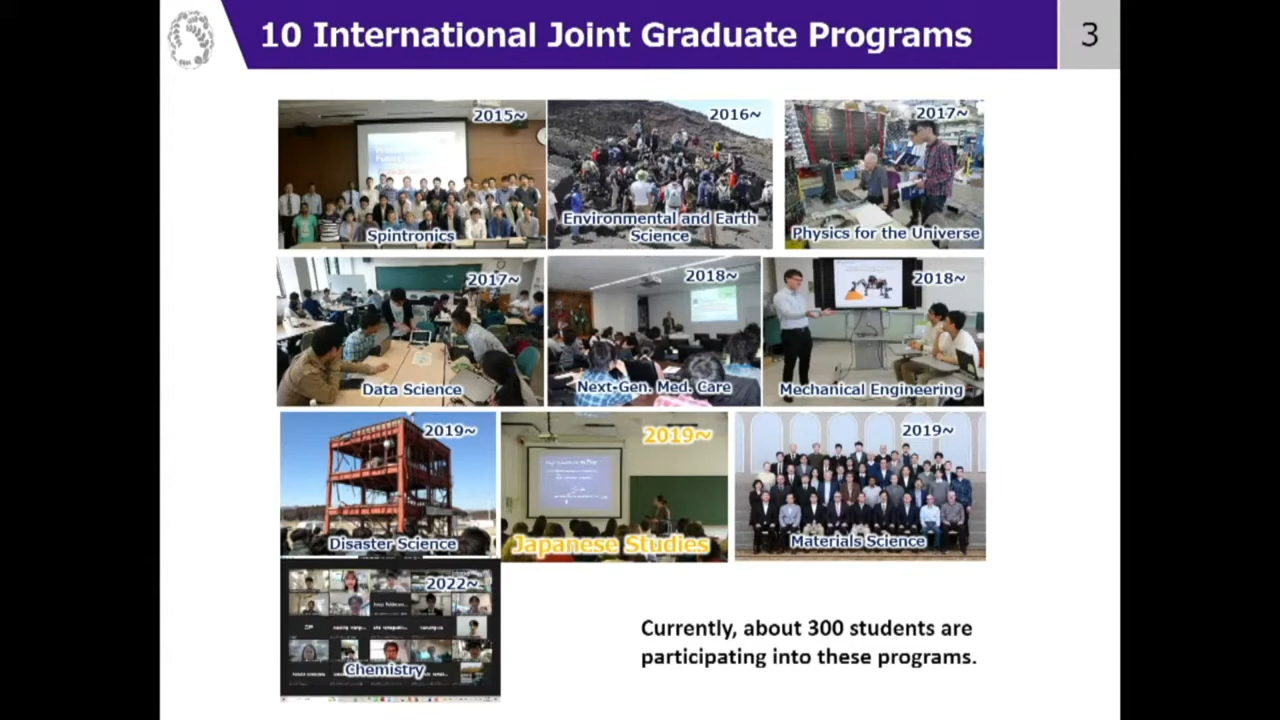 10 International Joint Graduate Programs
3
2015~
Spintronics
2016~
Environmental and Earth
Science
2017~
Physics for the Universe
2017~
Data Science
2018~
Next-Gen. Med. Care
2018~
Mechanical Engineering
2019~
Disaster Science
2019~
Japanese Studies
2019~
Materials Science
2022~
Chemistry
Currently, about 300 students are
participating into these programs.